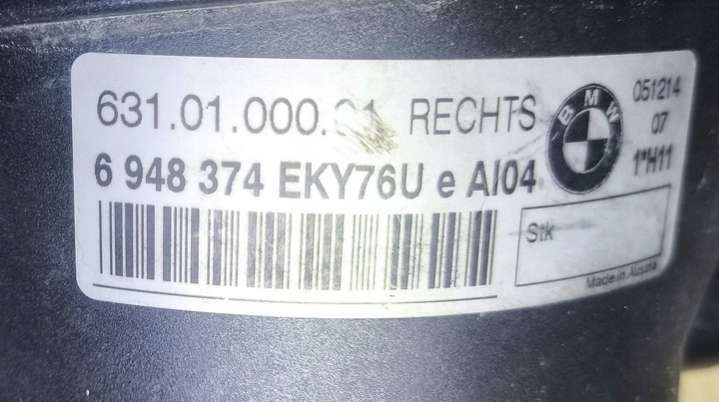 631.01.000. RECHTS
6 948 374 EKY76U e AI04
BMW
051214
07
1*H11
Stk
Made in Austria